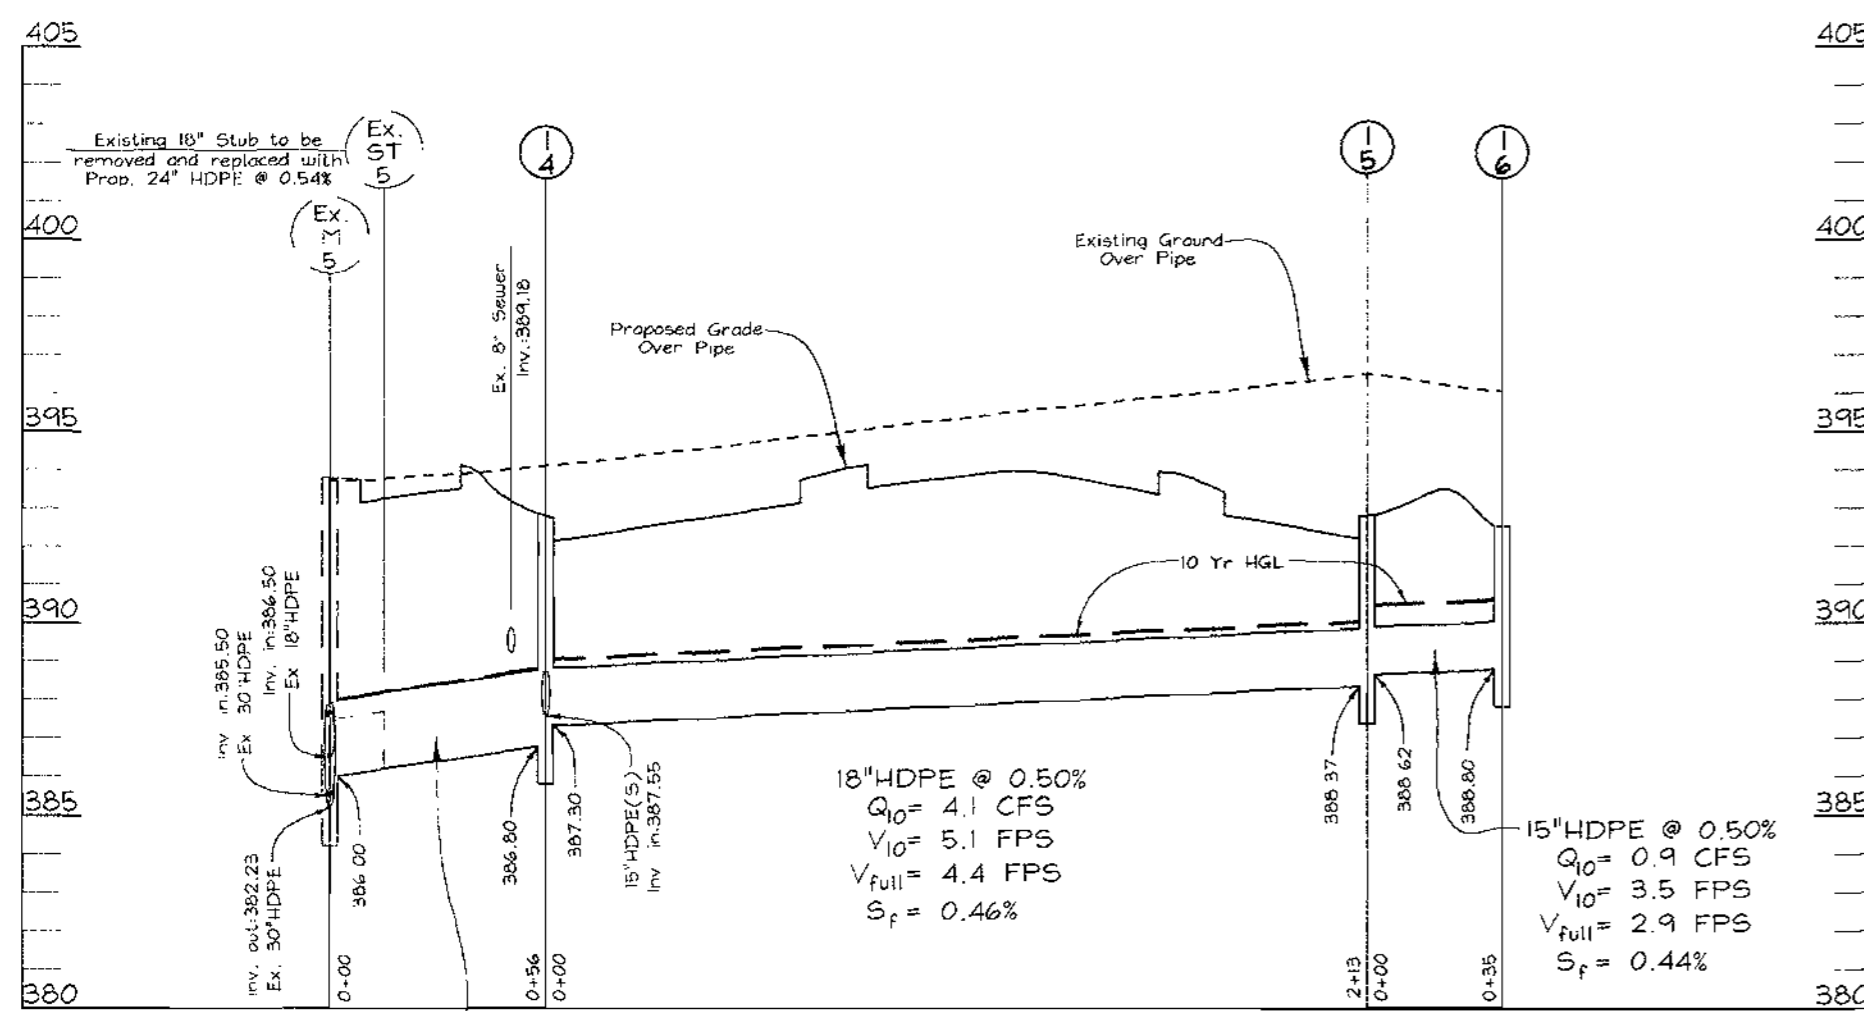 405
400
395
390
385
380
Existing 18" Stub to be
removed and replaced with
Prop. 24" HDPE @ 0.54%
Ex.
ST
5
Ex.
M
5
I
4
I
5
I
6
Ex. 8" Sewer
Inv.:389.18
Proposed Grade
Over Pipe
Existing Ground
Over Pipe
10 Yr HGL
Inv in:385.50
Ex 30"HDPE
Inv. in:386.50
Ex 18"HDPE
Inv. out:382.23
Ex. 30"HDPE
386.00
386.80
387.30
15"HDPE(S)
Inv in:387.55
18"HDPE @ 0.50%
Q10= 4.1 CFS
V10= 5.1 FPS
Vfull= 4.4 FPS
Sf= 0.46%
388.37
388.62
388.80
15"HDPE @ 0.50%
Q10= 0.9 CFS
V10= 3.5 FPS
Vfull= 2.9 FPS
Sf= 0.44%
0+00
0+56
0+00
2+13
0+00
0+35
405
400
395
390
385
380